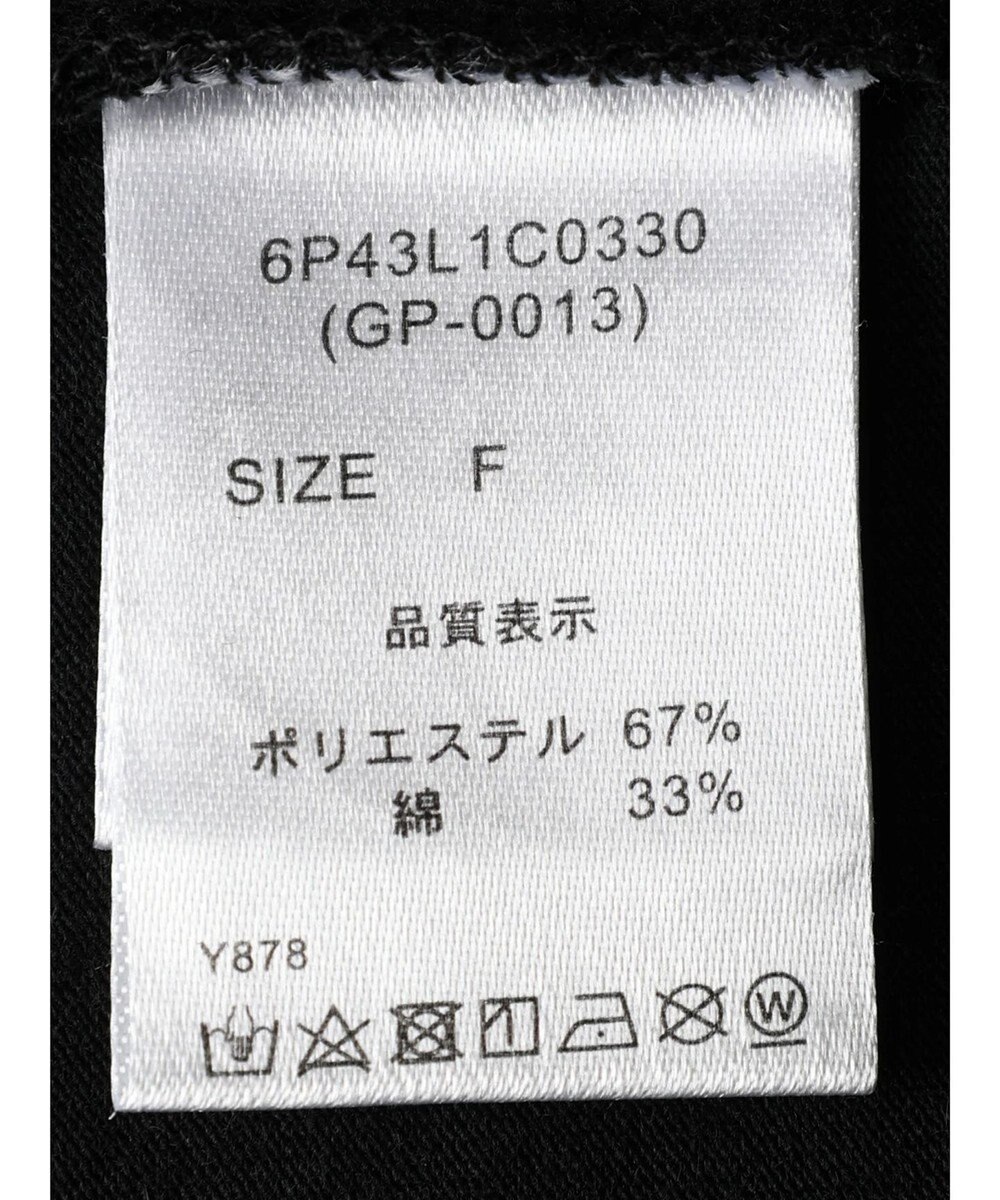 6P43L1C0330
(GP-0013)
SIZE F
品質表示
ポリエステル 67%
綿 33%
Y878
W